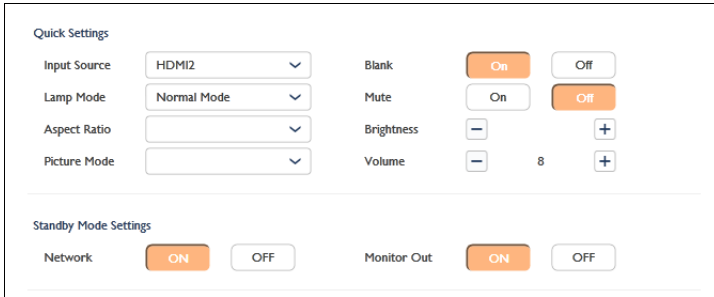 Quick Settings
Input Source HDMI2 Blank On Off
Lamp Mode Normal Mode Mute On Off
Aspect Ratio Brightness − +
Picture Mode Volume − 8 +
Standby Mode Settings
Network ON OFF Monitor Out ON OFF